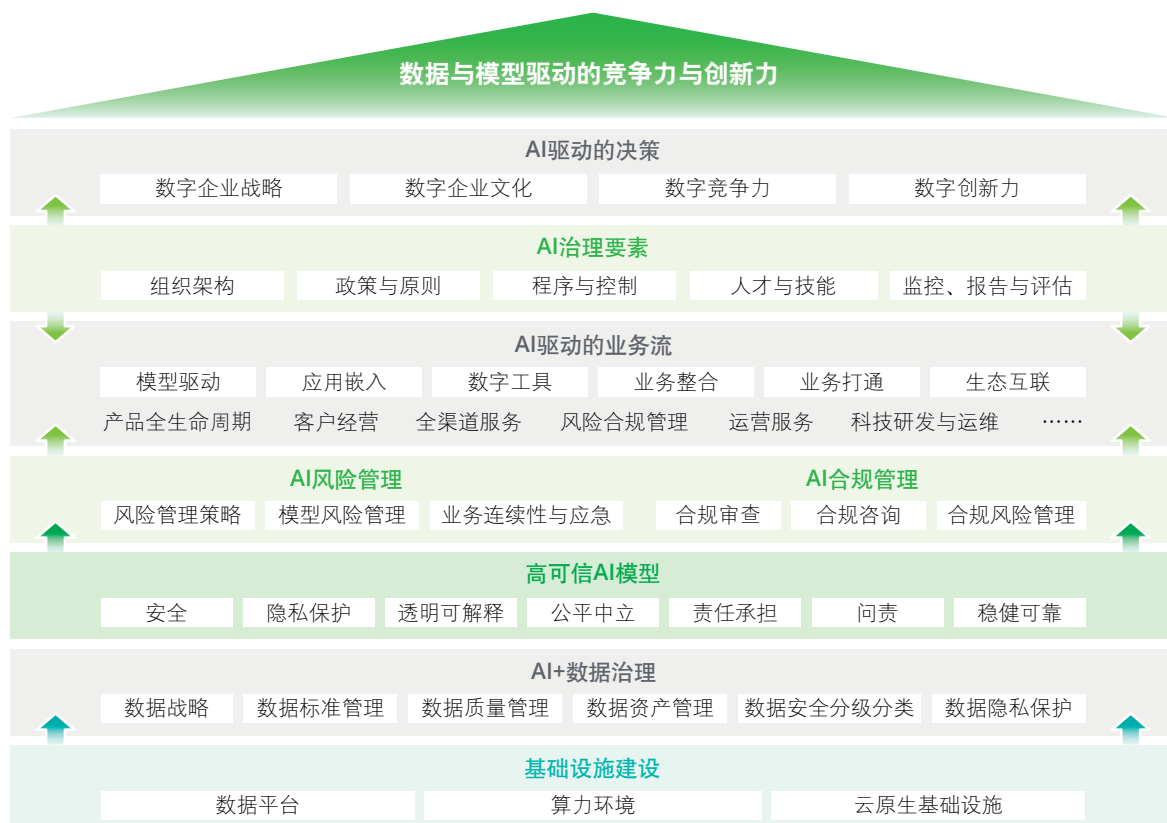 数据与模型驱动的竞争力与创新力
AI驱动的决策
数字企业战略 数字企业文化 数字竞争力 数字创新力
AI治理要素
组织架构 政策与原则 程序与控制 人才与技能 监控、报告与评估
AI驱动的业务流
模型驱动 应用嵌入 数字工具 业务整合 业务打通 生态互联
产品全生命周期 客户经营 全渠道服务 风险合规管理 运营服务 科技研发与运维 ……
AI风险管理 AI合规管理
风险管理策略 模型风险管理 业务连续性与应急 合规审查 合规咨询 合规风险管理
高可信AI模型
安全 隐私保护 透明可解释 公平中立 责任承担 问责 稳健可靠
AI+数据治理
数据战略 数据标准管理 数据质量管理 数据资产管理 数据安全分级分类 数据隐私保护
基础设施建设
数据平台 算力环境 云原生基础设施